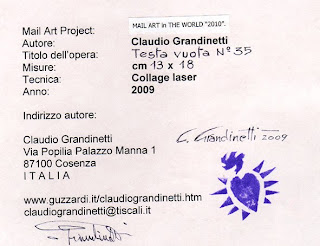 Mail Art Project: MAIL ART in THE WORLD "2010".
Autore: Claudio Grandinetti
Titolo dell'opera: Testa vuota N° 35
Misure: cm 13 x 18
Tecnica: Collage laser
Anno: 2009
Indirizzo autore:
Claudio Grandinetti
Via Popilia Palazzo Manna 1
87100 Cosenza
ITALIA
C. Grandinetti 2009
www.guzzardi.it/claudiograndinetti.htm
claudiograndinetti@tiscali.it
Grandinetti